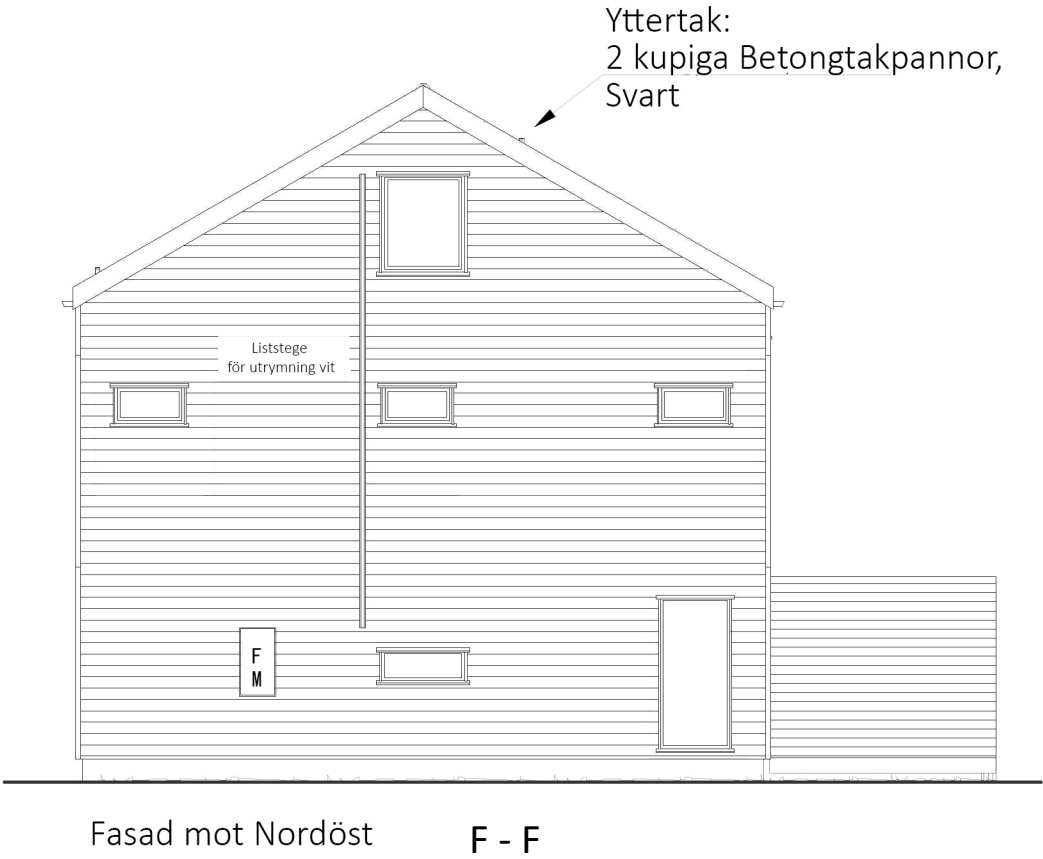 Yttertak:
2 kupiga Betongtakpannor,
Svart
Liststege
för utrymning vit
F
M
Fasad mot Nordöst
F - F